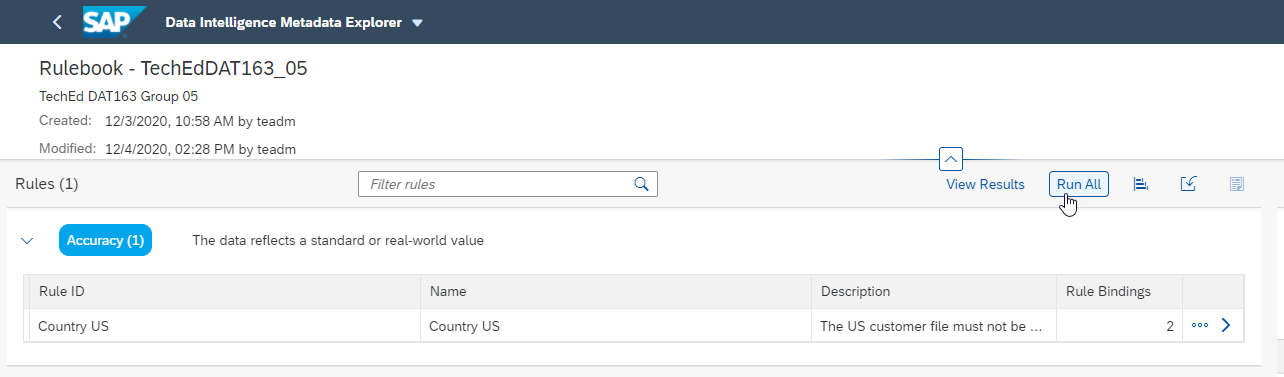 SAP Data Intelligence Metadata Explorer
Rulebook - TechEdDAT163_05
TechEd DAT163 Group 05
Created: 12/3/2020, 10:58 AM by teadm
Modified: 12/4/2020, 02:28 PM by teadm
Rules (1) Filter rules View Results Run All
Accuracy (1) The data reflects a standard or real-world value
Rule ID Name Description Rule Bindings
Country US Country US The US customer file must not be ... 2